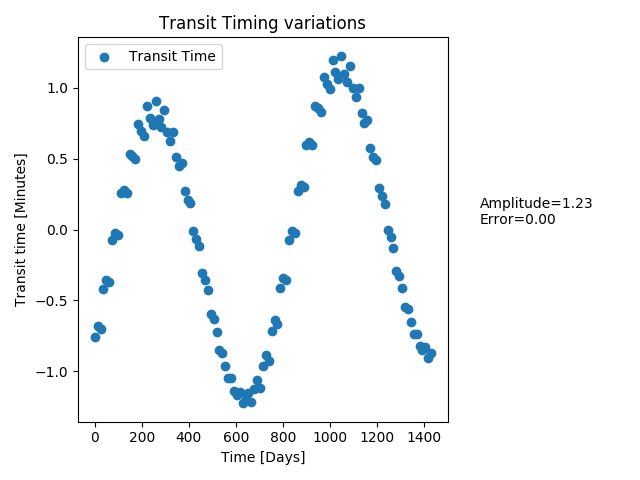 Transit Timing variations
Transit Time
Transit time [Minutes]
1.0
0.5
0.0
−0.5
−1.0
0 200 400 600 800 1000 1200 1400
Time [Days]
Amplitude=1.23
Error=0.00